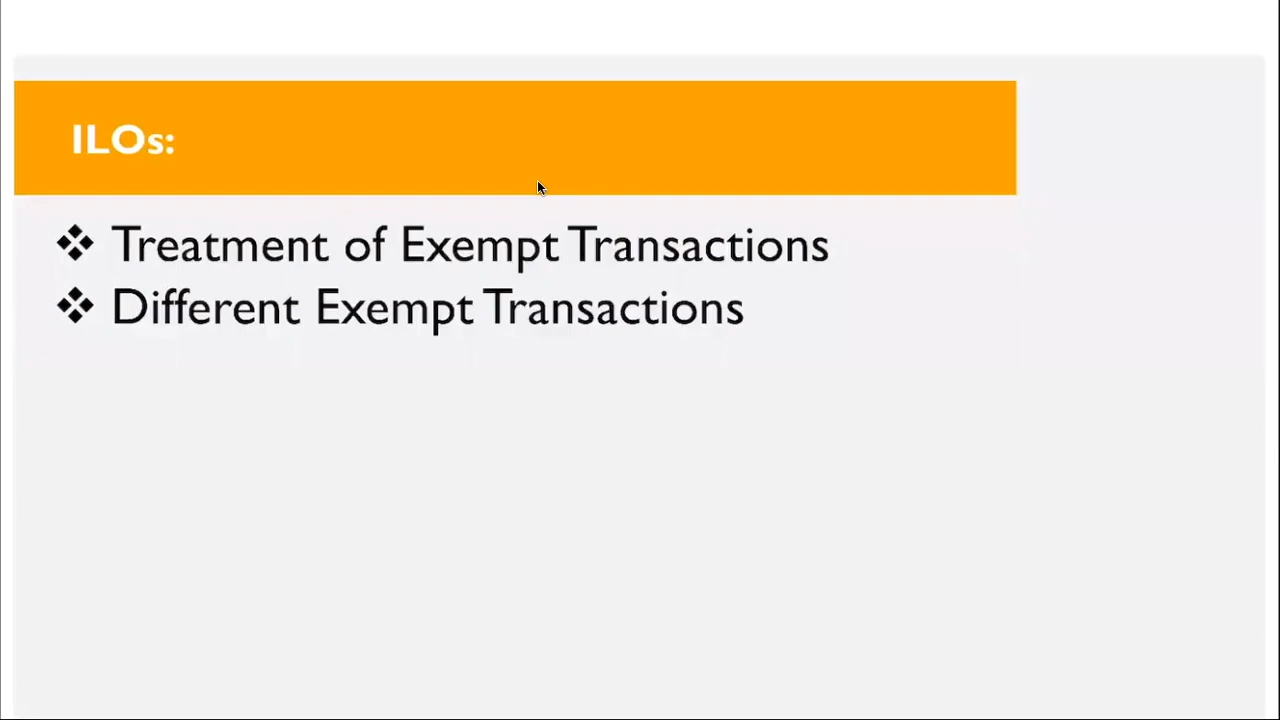 ILOs:
❖ Treatment of Exempt Transactions
❖ Different Exempt Transactions